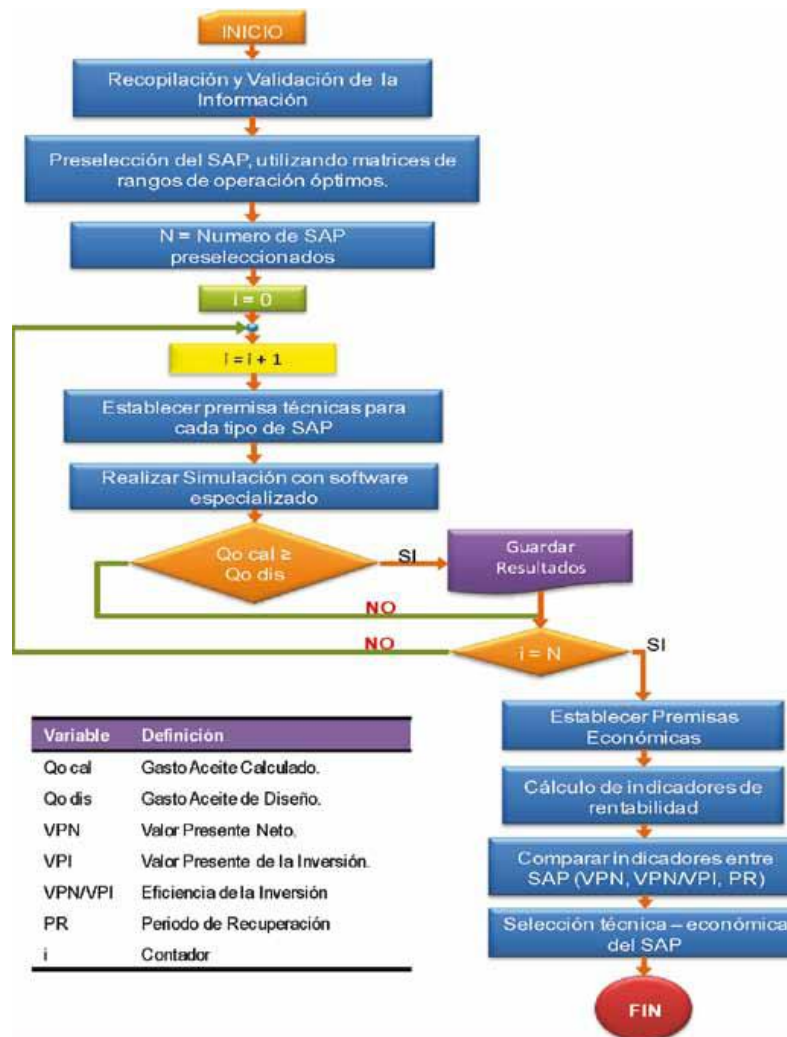 INICIO
Recopilación y Validación de la
Información
Preselección del SAP, utilizando matrices de
rangos de operación óptimos.
N = Numero de SAP
preseleccionados
i = 0
i = i + 1
Establecer premisa técnicas para
cada tipo de SAP
Realizar Simulación con software
especializado
Qo cal ≥
Qo dis
SI
Guardar
Resultados
NO
NO
i = N
SI
Establecer Premisas
Económicas
Cálculo de indicadores de
rentabilidad
Comparar indicadores entre
SAP (VPN, VPN/VPI, PR)
Selección técnica – económica
del SAP
FIN
Variable Definición
Qo cal Gasto Aceite Calculado.
Qo dis Gasto Aceite de Diseño.
VPN Valor Presente Neto.
VPI Valor Presente de la Inversión.
VPN/VPI Eficiencia de la Inversión
PR Periodo de Recuperación
i Contador